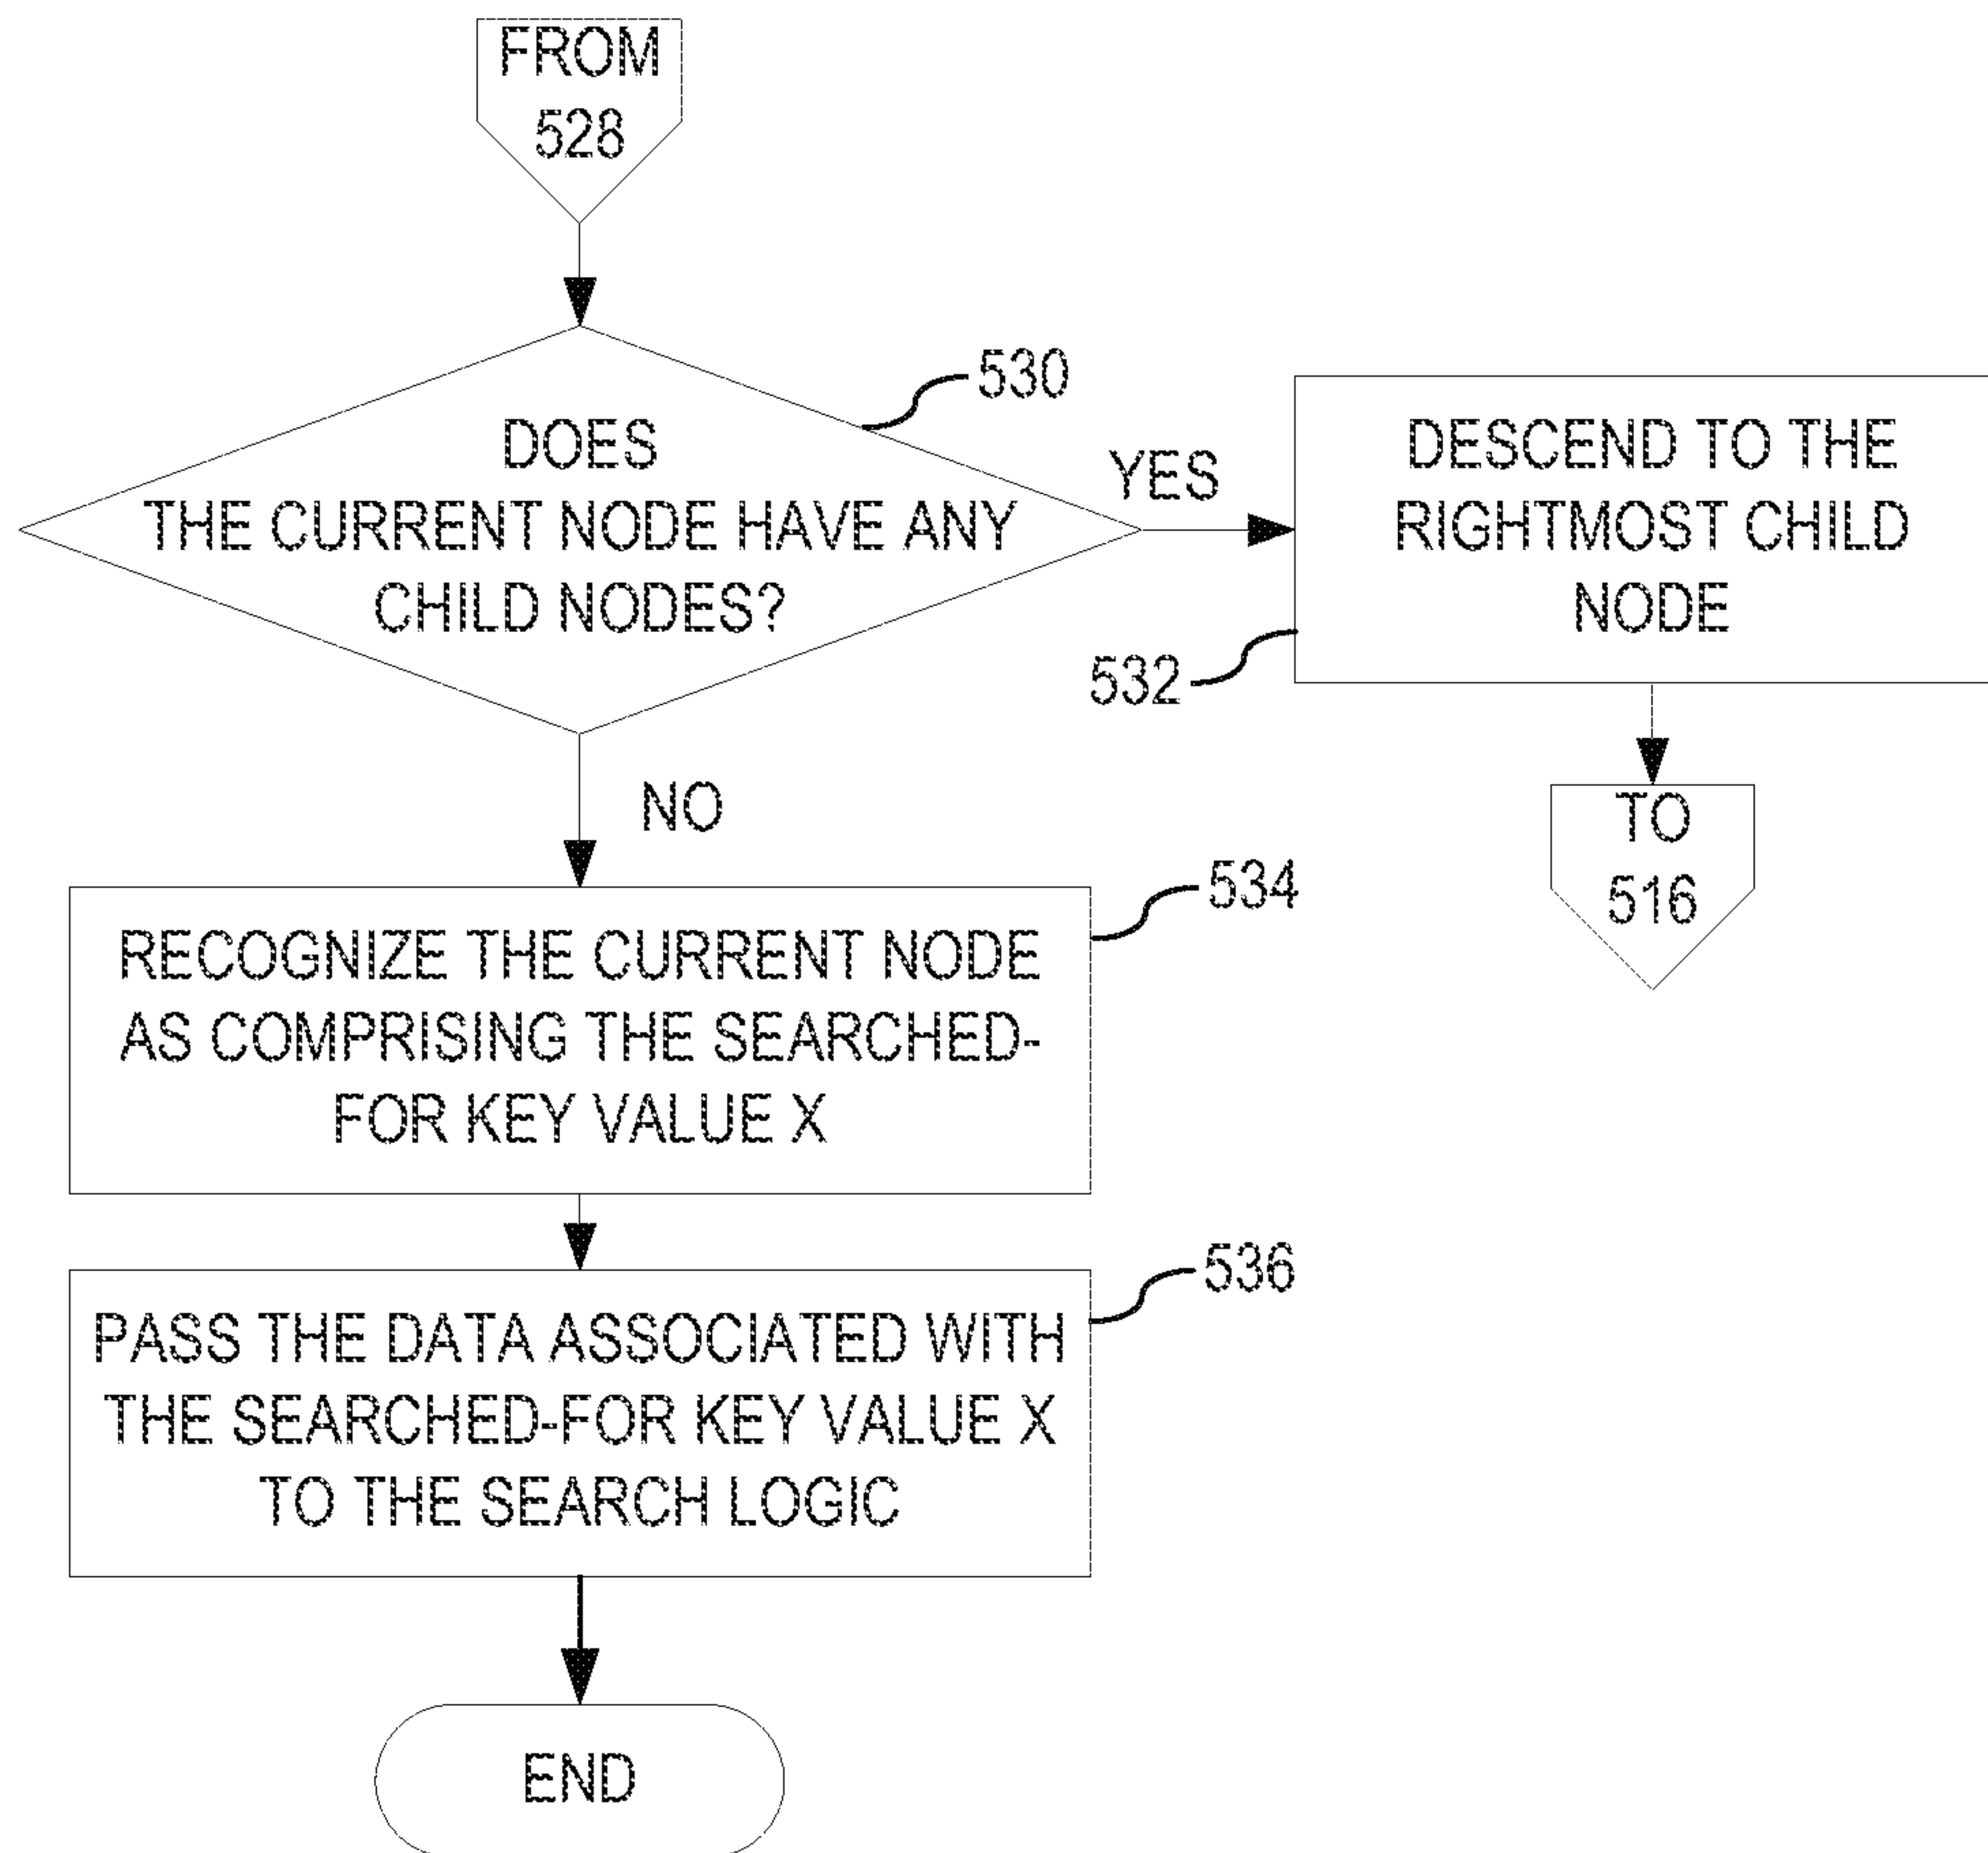 FROM
528
530
DOES
THE CURRENT NODE HAVE ANY
CHILD NODES?
YES
DESCEND TO THE
RIGHTMOST CHILD
NODE
532
NO
TO
516
534
RECOGNIZE THE CURRENT NODE
AS COMPRISING THE SEARCHED-
FOR KEY VALUE X
536
PASS THE DATA ASSOCIATED WITH
THE SEARCHED-FOR KEY VALUE X
TO THE SEARCH LOGIC
END